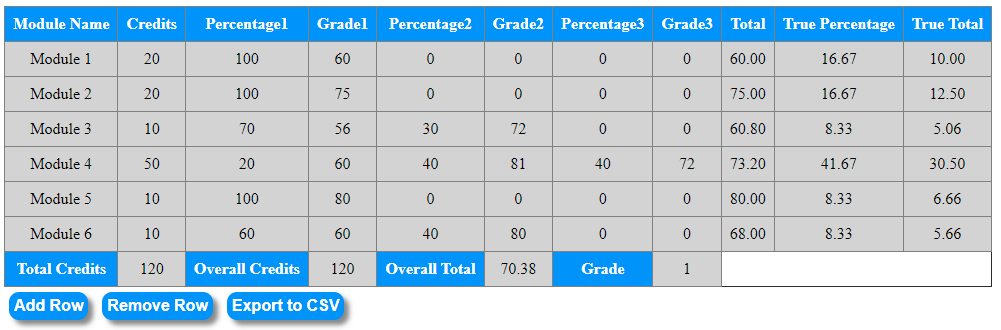 Module Name Credits Percentage1 Grade1 Percentage2 Grade2 Percentage3 Grade3 Total True Percentage True Total
Module 1 20 100 60 0 0 0 0 60.00 16.67 10.00
Module 2 20 100 75 0 0 0 0 75.00 16.67 12.50
Module 3 10 70 56 30 72 0 0 60.80 8.33 5.06
Module 4 50 20 60 40 81 40 72 73.20 41.67 30.50
Module 5 10 100 80 0 0 0 0 80.00 8.33 6.66
Module 6 10 60 60 40 80 0 0 68.00 8.33 5.66
Total Credits 120 Overall Credits 120 Overall Total 70.38 Grade 1
Add Row Remove Row Export to CSV